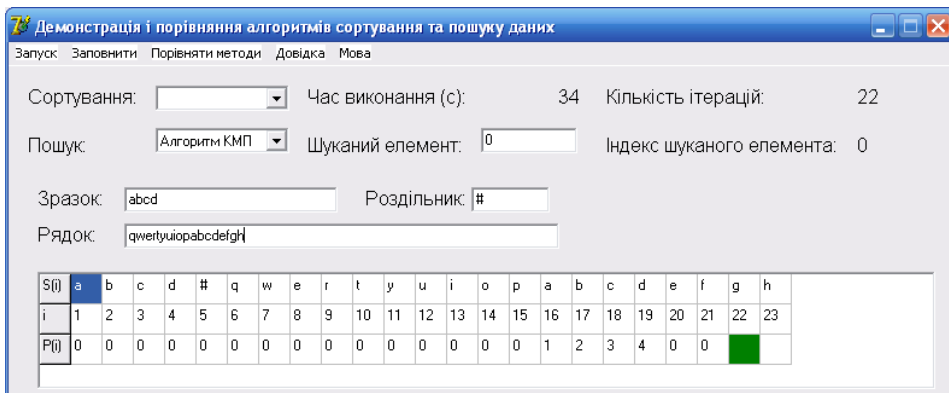 Демонстрація і порівняння алгоритмів сортування та пошуку даних
Запуск Заповнити Порівняти методи Довідка Мова
Сортування: Час виконання (с): 34 Кількість ітерацій: 22
Пошук: Алгоритм КМП Шуканий елемент: 0 Індекс шуканого елемента: 0
Зразок: abcd Роздільник: #
Рядок: qwertyuiopabcdefgh
S(i) a b c d # q w e r t y u i o p a b c d e f g h
i 1 2 3 4 5 6 7 8 9 10 11 12 13 14 15 16 17 18 19 20 21 22 23
P(i) 0 0 0 0 0 0 0 0 0 0 0 0 0 0 0 1 2 3 4 0 0